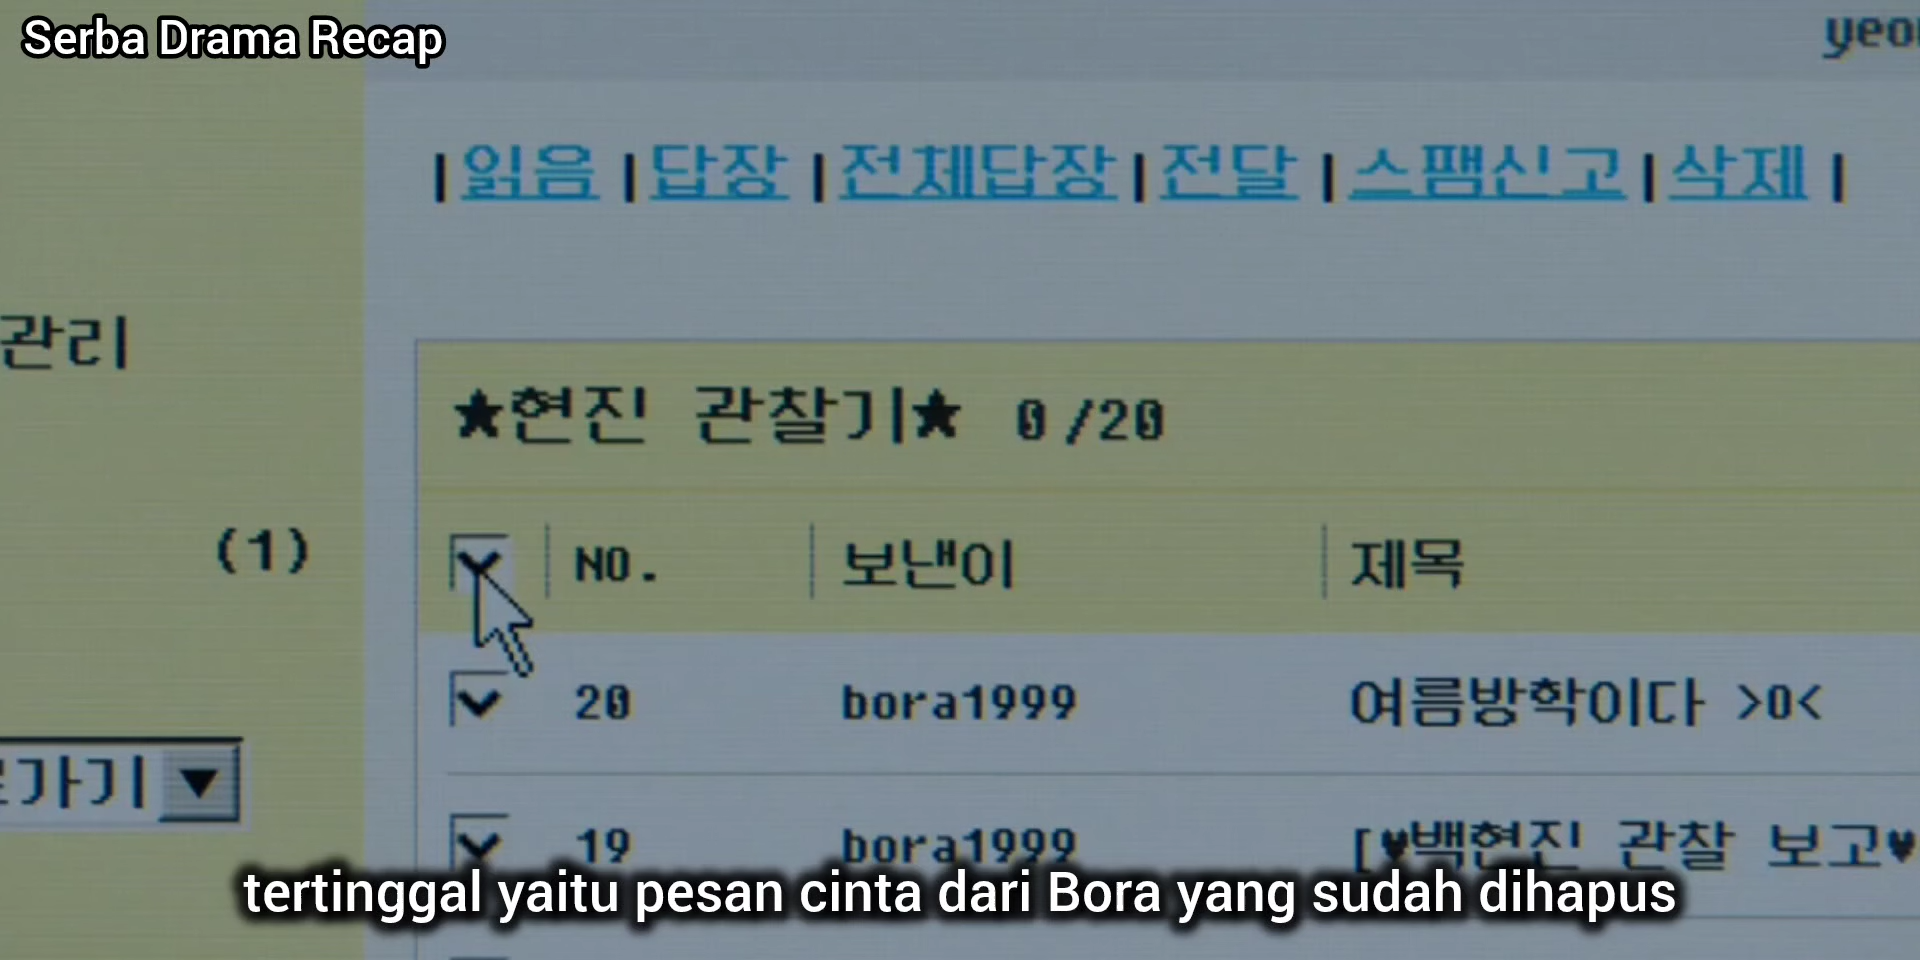 Serba Drama Recap
|읽음 |답장 |전체답장|전달 |스팸신고|삭제 |
관리
★현진 관찰기★ 0/20
(1)
NO. 보낸이 제목
20 bora1999 여름방학이다 >0<
가기
19 bora1999 [♥백현진 관찰 보고♥
tertinggal yaitu pesan cinta dari Bora yang sudah dihapus